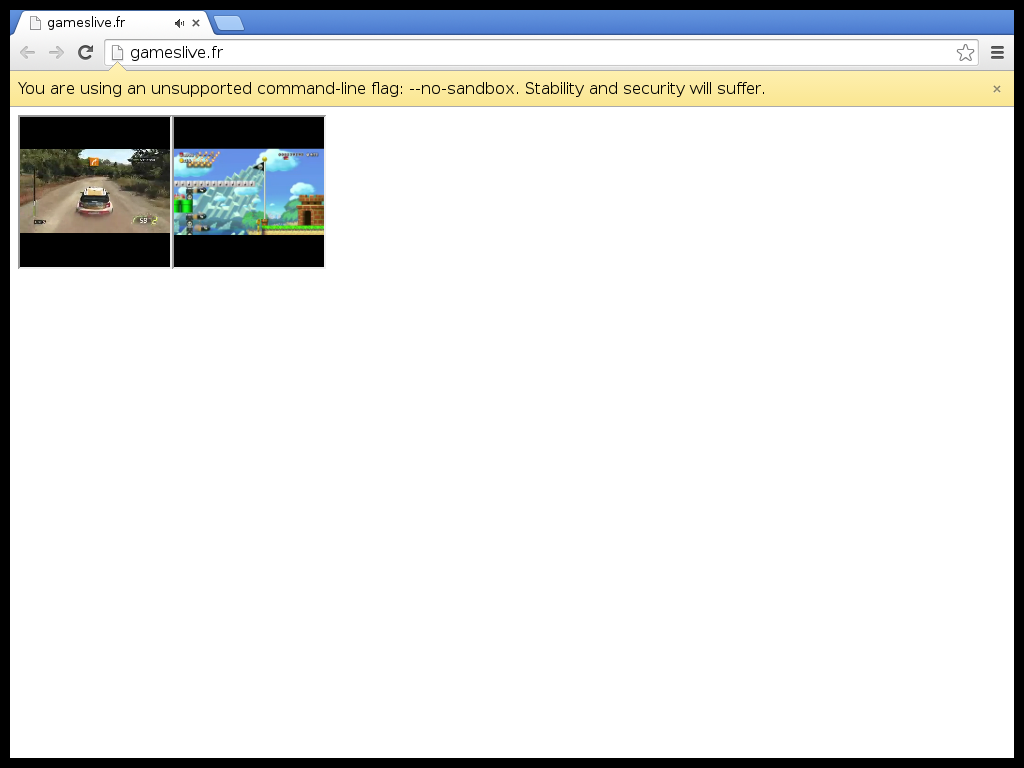 gameslive.fr
gameslive.fr
You are using an unsupported command-line flag: --no-sandbox. Stability and security will suffer.